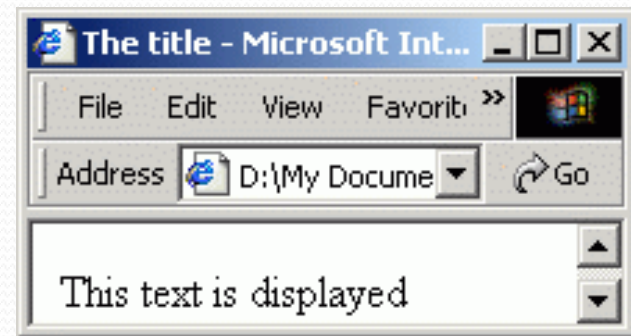 The title - Microsoft Int...
File Edit View Favorit
Address D:\My Docume Go
This text is displayed